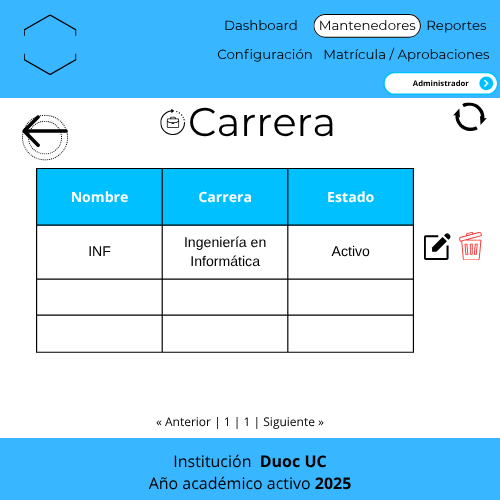 Dashboard Mantenedores Reportes
Configuración Matrícula / Aprobaciones
Administrador
Carrera
Nombre Carrera Estado
INF Ingeniería en Activo
Informática
« Anterior | 1 | 1 | Siguiente »
Institución Duoc UC
Año académico activo 2025